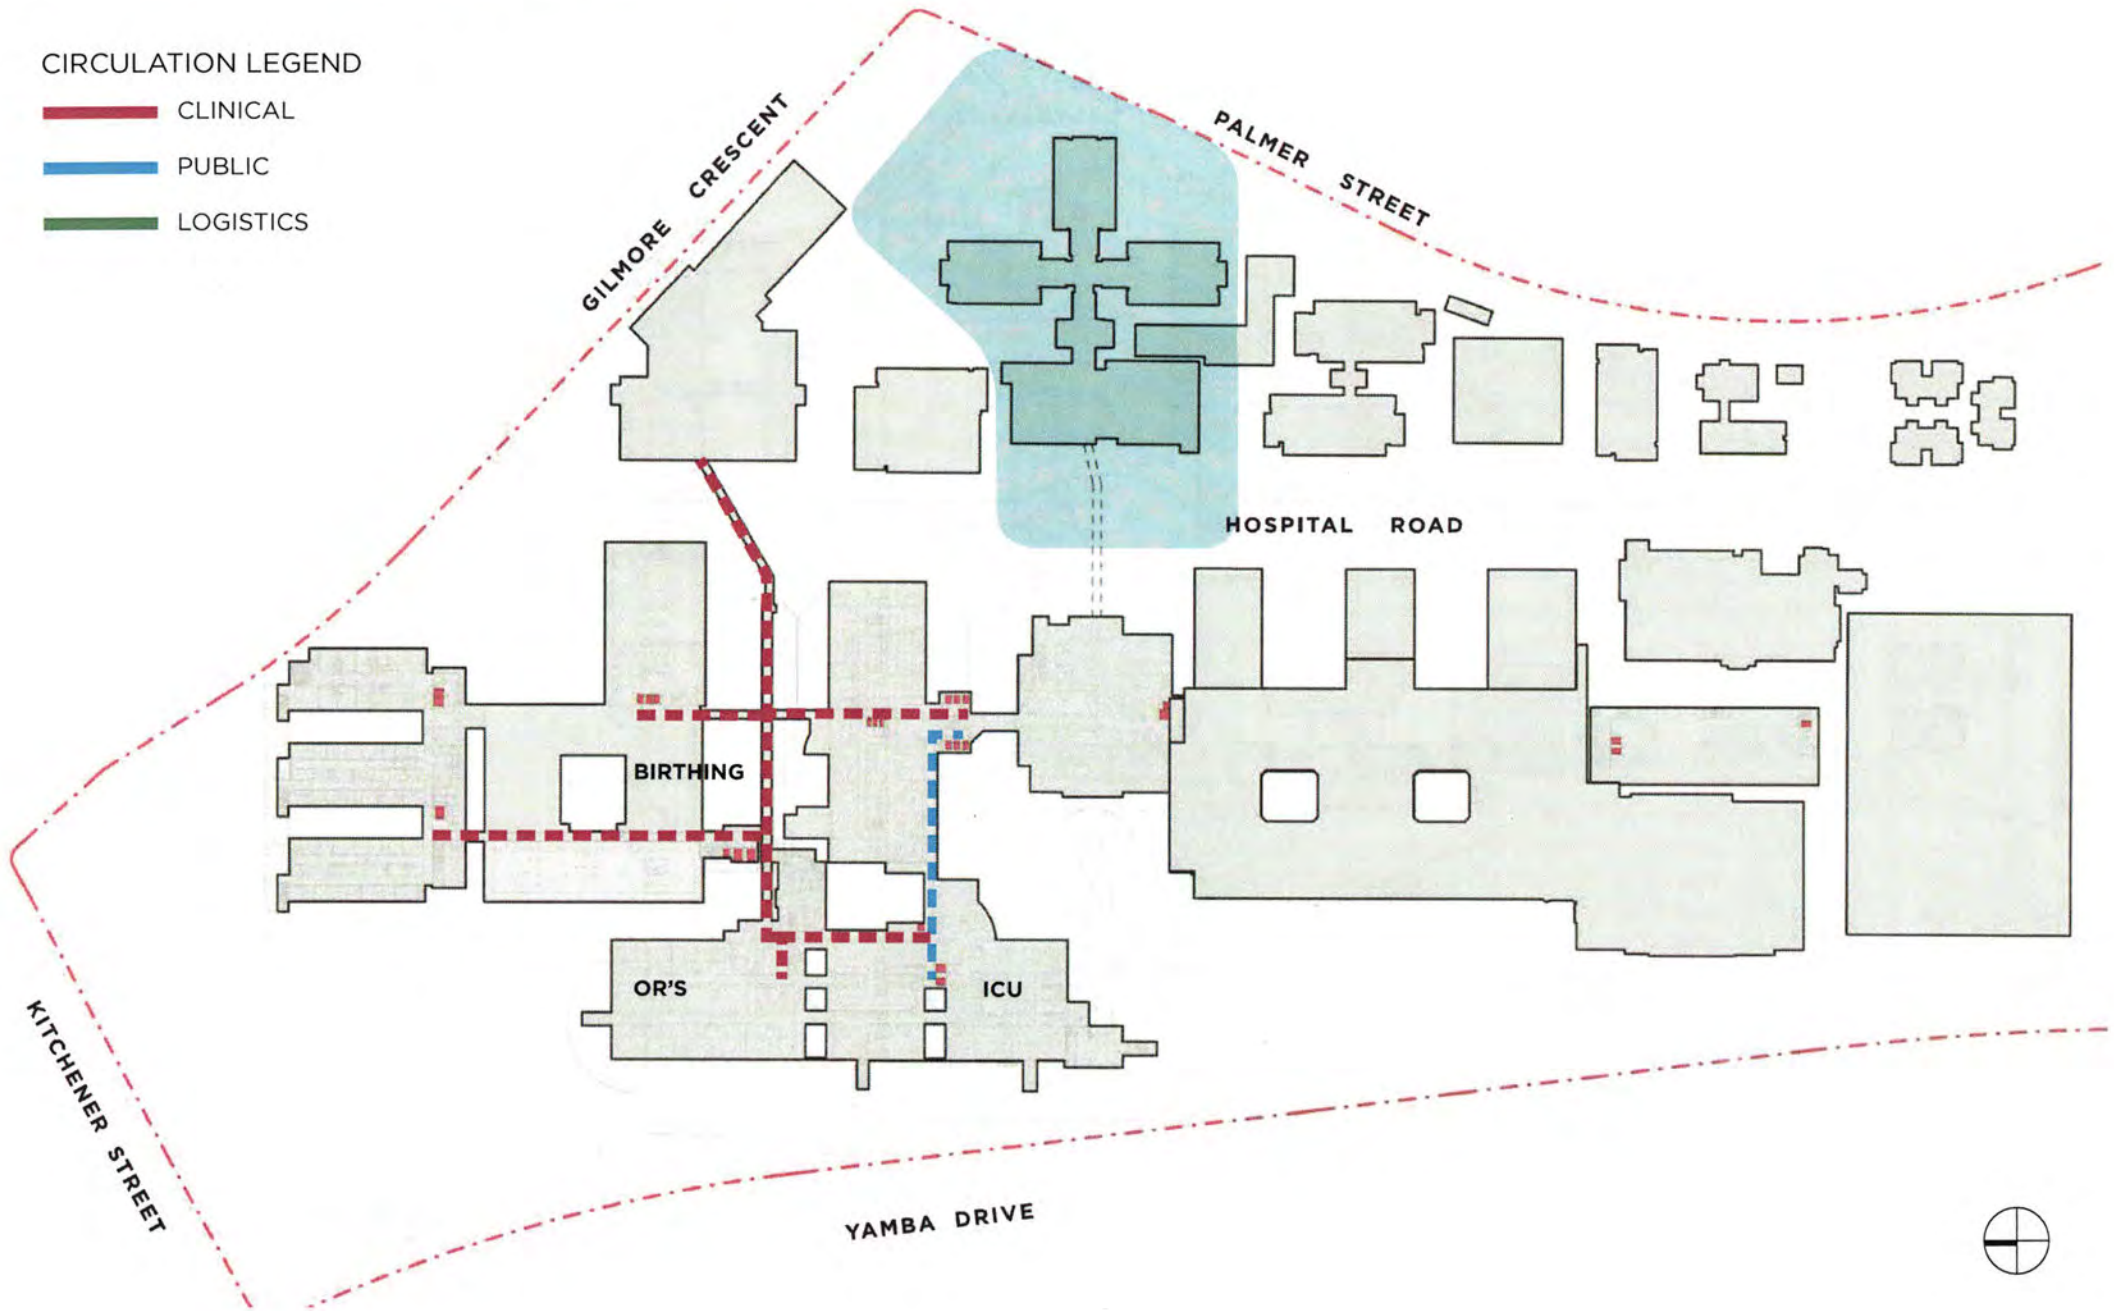 CIRCULATION LEGEND
CLINICAL
PUBLIC
LOGISTICS
GILMORE CRESCENT
PALMER STREET
HOSPITAL ROAD
BIRTHING
OR'S
ICU
KITCHENER STREET
YAMBA DRIVE